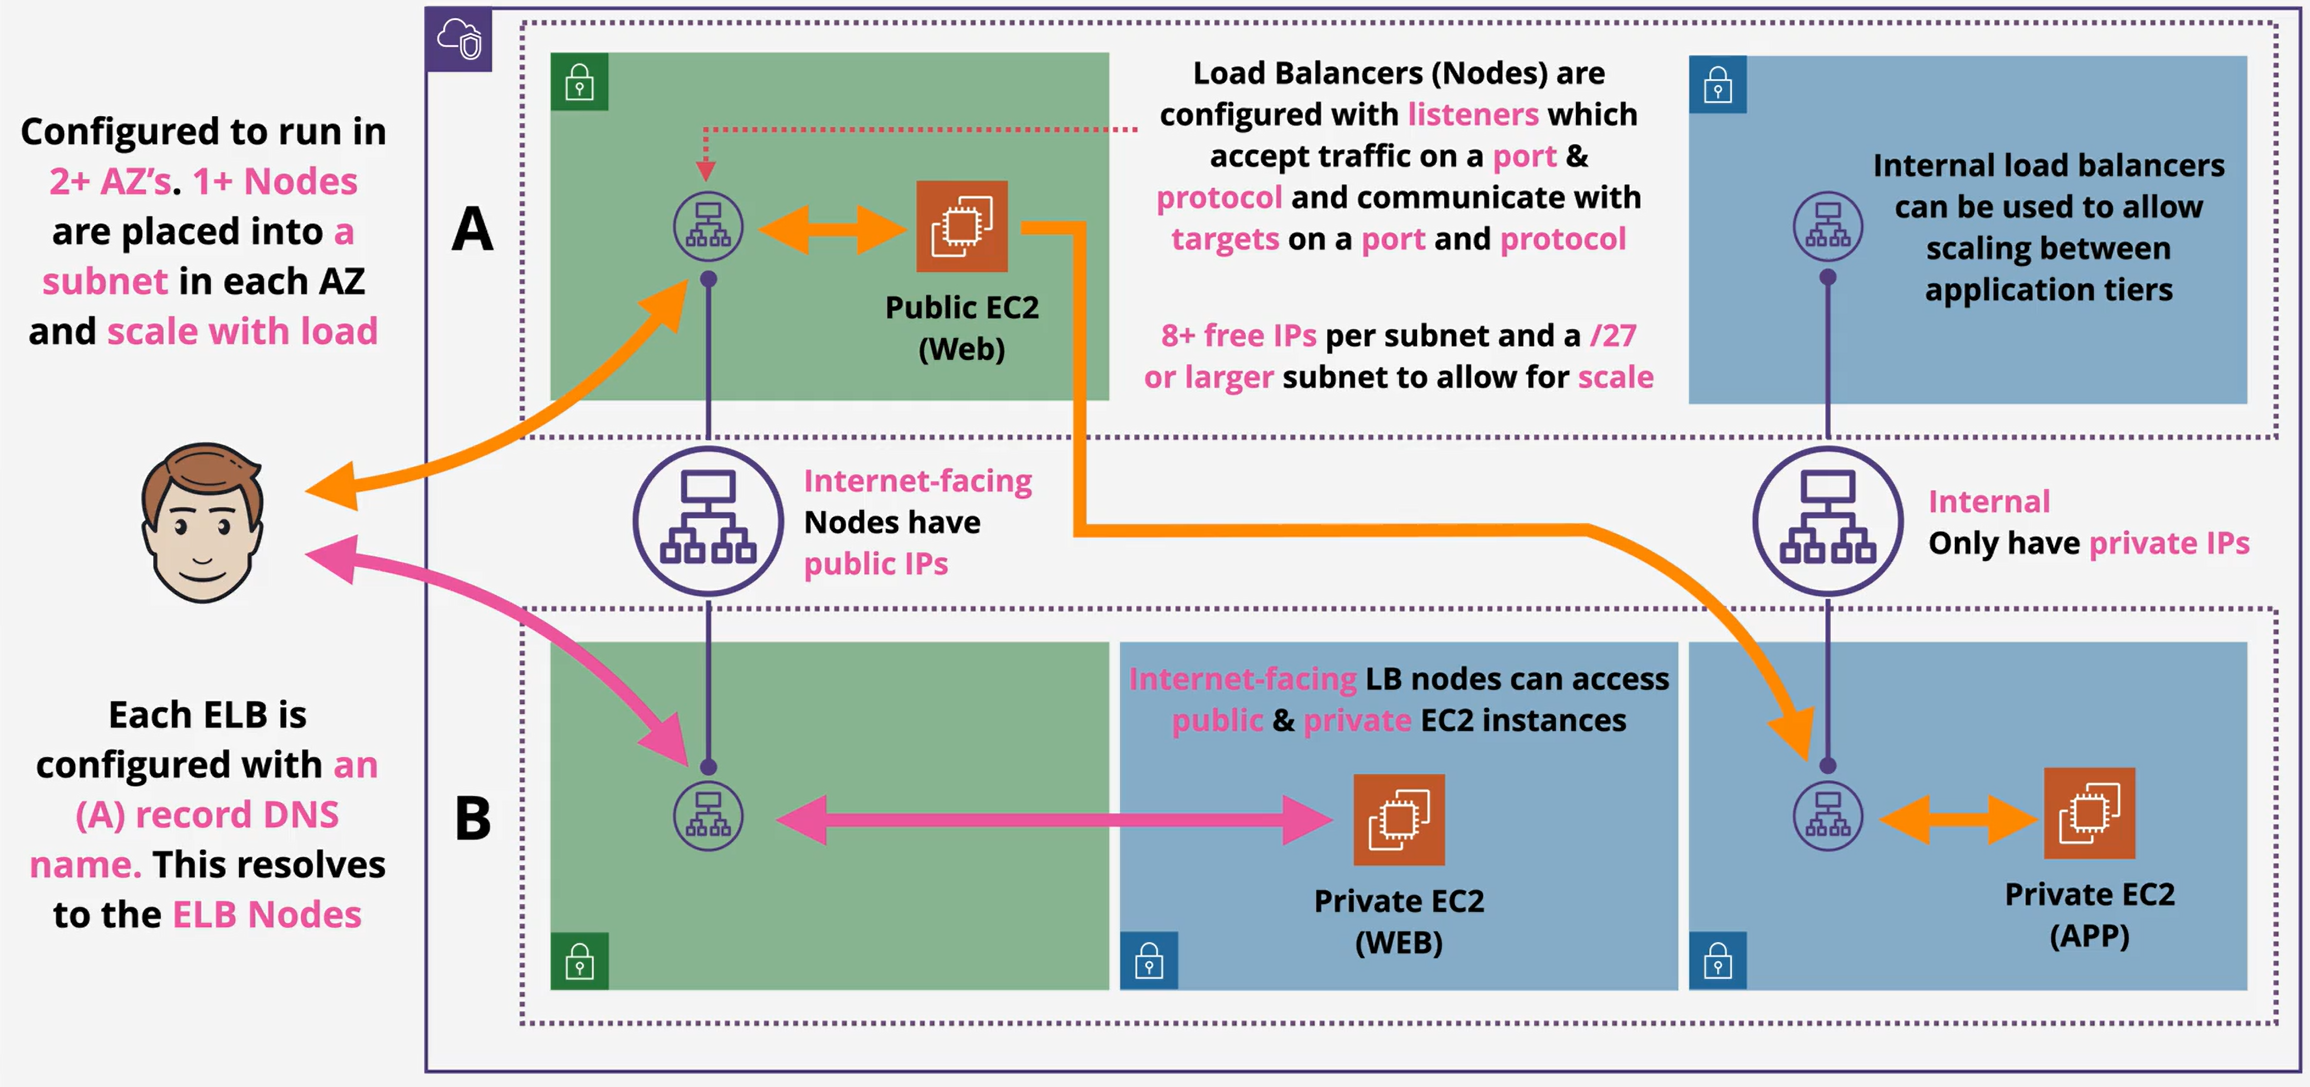 Configured to run in
2+ AZ’s. 1+ Nodes
are placed into a
subnet in each AZ
and scale with load
Each ELB is
configured with an
(A) record DNS
name. This resolves
to the ELB Nodes
A
Public EC2
(Web)
Load Balancers (Nodes) are
configured with listeners which
accept traffic on a port &
protocol and communicate with
targets on a port and protocol
8+ free IPs per subnet and a /27
or larger subnet to allow for scale
Internal load balancers
can be used to allow
scaling between
application tiers
Internet-facing
Nodes have
public IPs
Internal
Only have private IPs
B
Internet-facing LB nodes can access
public & private EC2 instances
Private EC2
(WEB)
Private EC2
(APP)